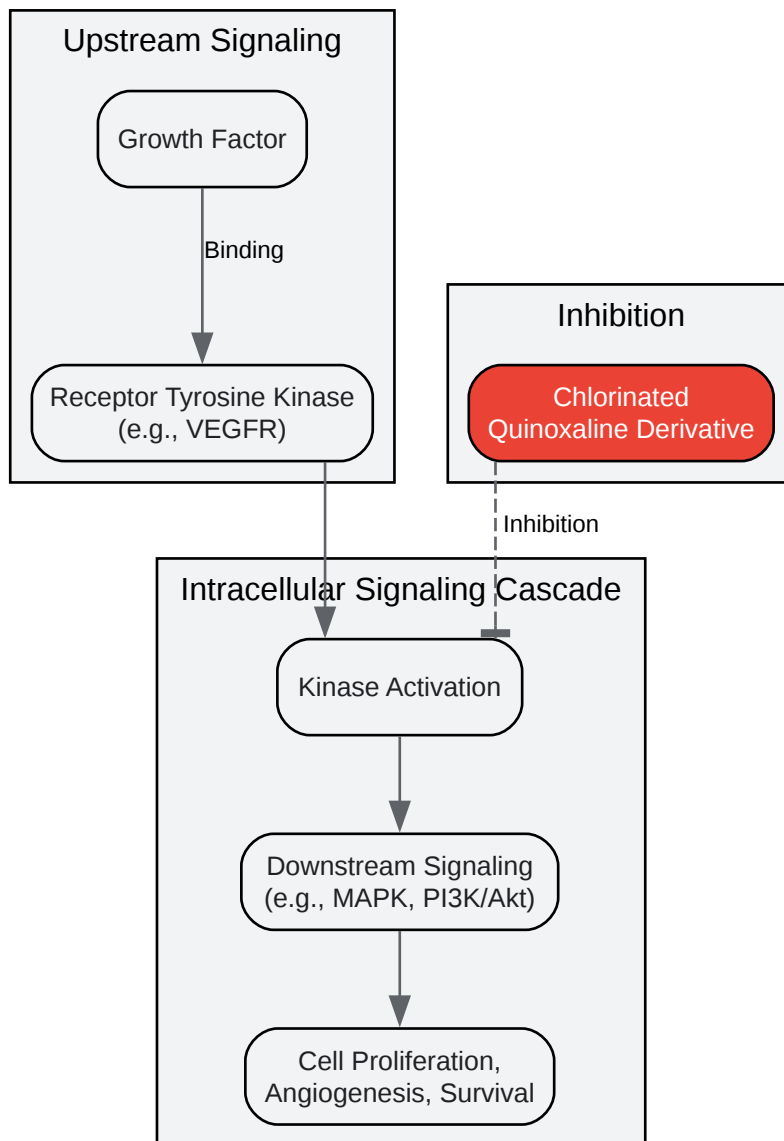 Upstream Signaling
Growth Factor
Binding
Receptor Tyrosine Kinase
(e.g., VEGFR)
Inhibition
Chlorinated
Quinoxaline Derivative
Inhibition
Intracellular Signaling Cascade
Kinase Activation
Downstream Signaling
(e.g., MAPK, PI3K/Akt)
Cell Proliferation,
Angiogenesis, Survival